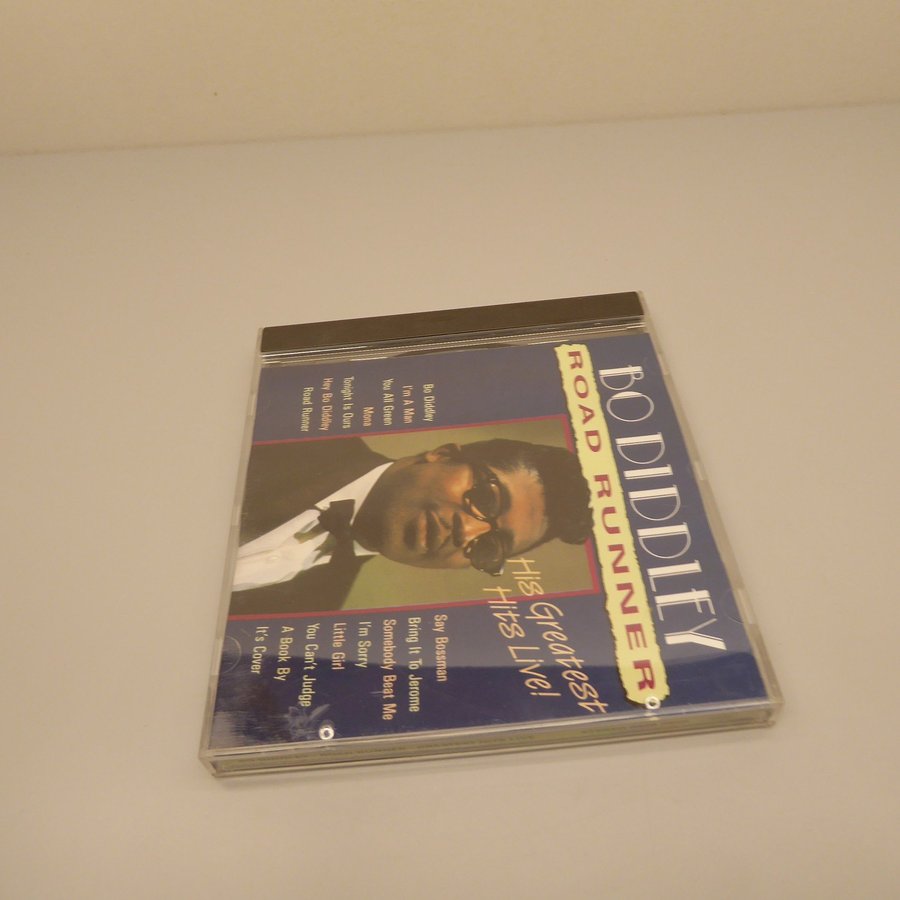 BO DIDDLEY
ROAD RUNNER
His Greatest
Hits Live!
Bo Diddley
I'm A Man
You All Green
Mona
Tonight Is Ours
Hey Bo Diddley
Road Runner
Say Bossman
Bring It To Jerome
Somebody Beat Me
I'm Sorry
Little Girl
You Can't Judge
A Book By
It's Cover